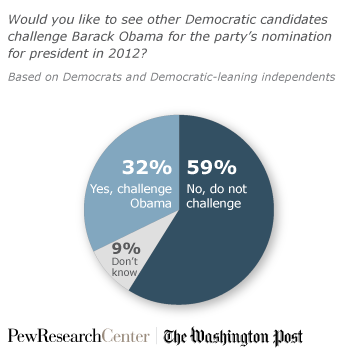 Would you like to see other Democratic candidates
challenge Barack Obama for the party's nomination
for president in 2012?
Based on Democrats and Democratic-leaning independents
32%
Yes, challenge
Obama
59%
No, do not
challenge
9%
Don't
know
PewResearchCenter | The Washington Post